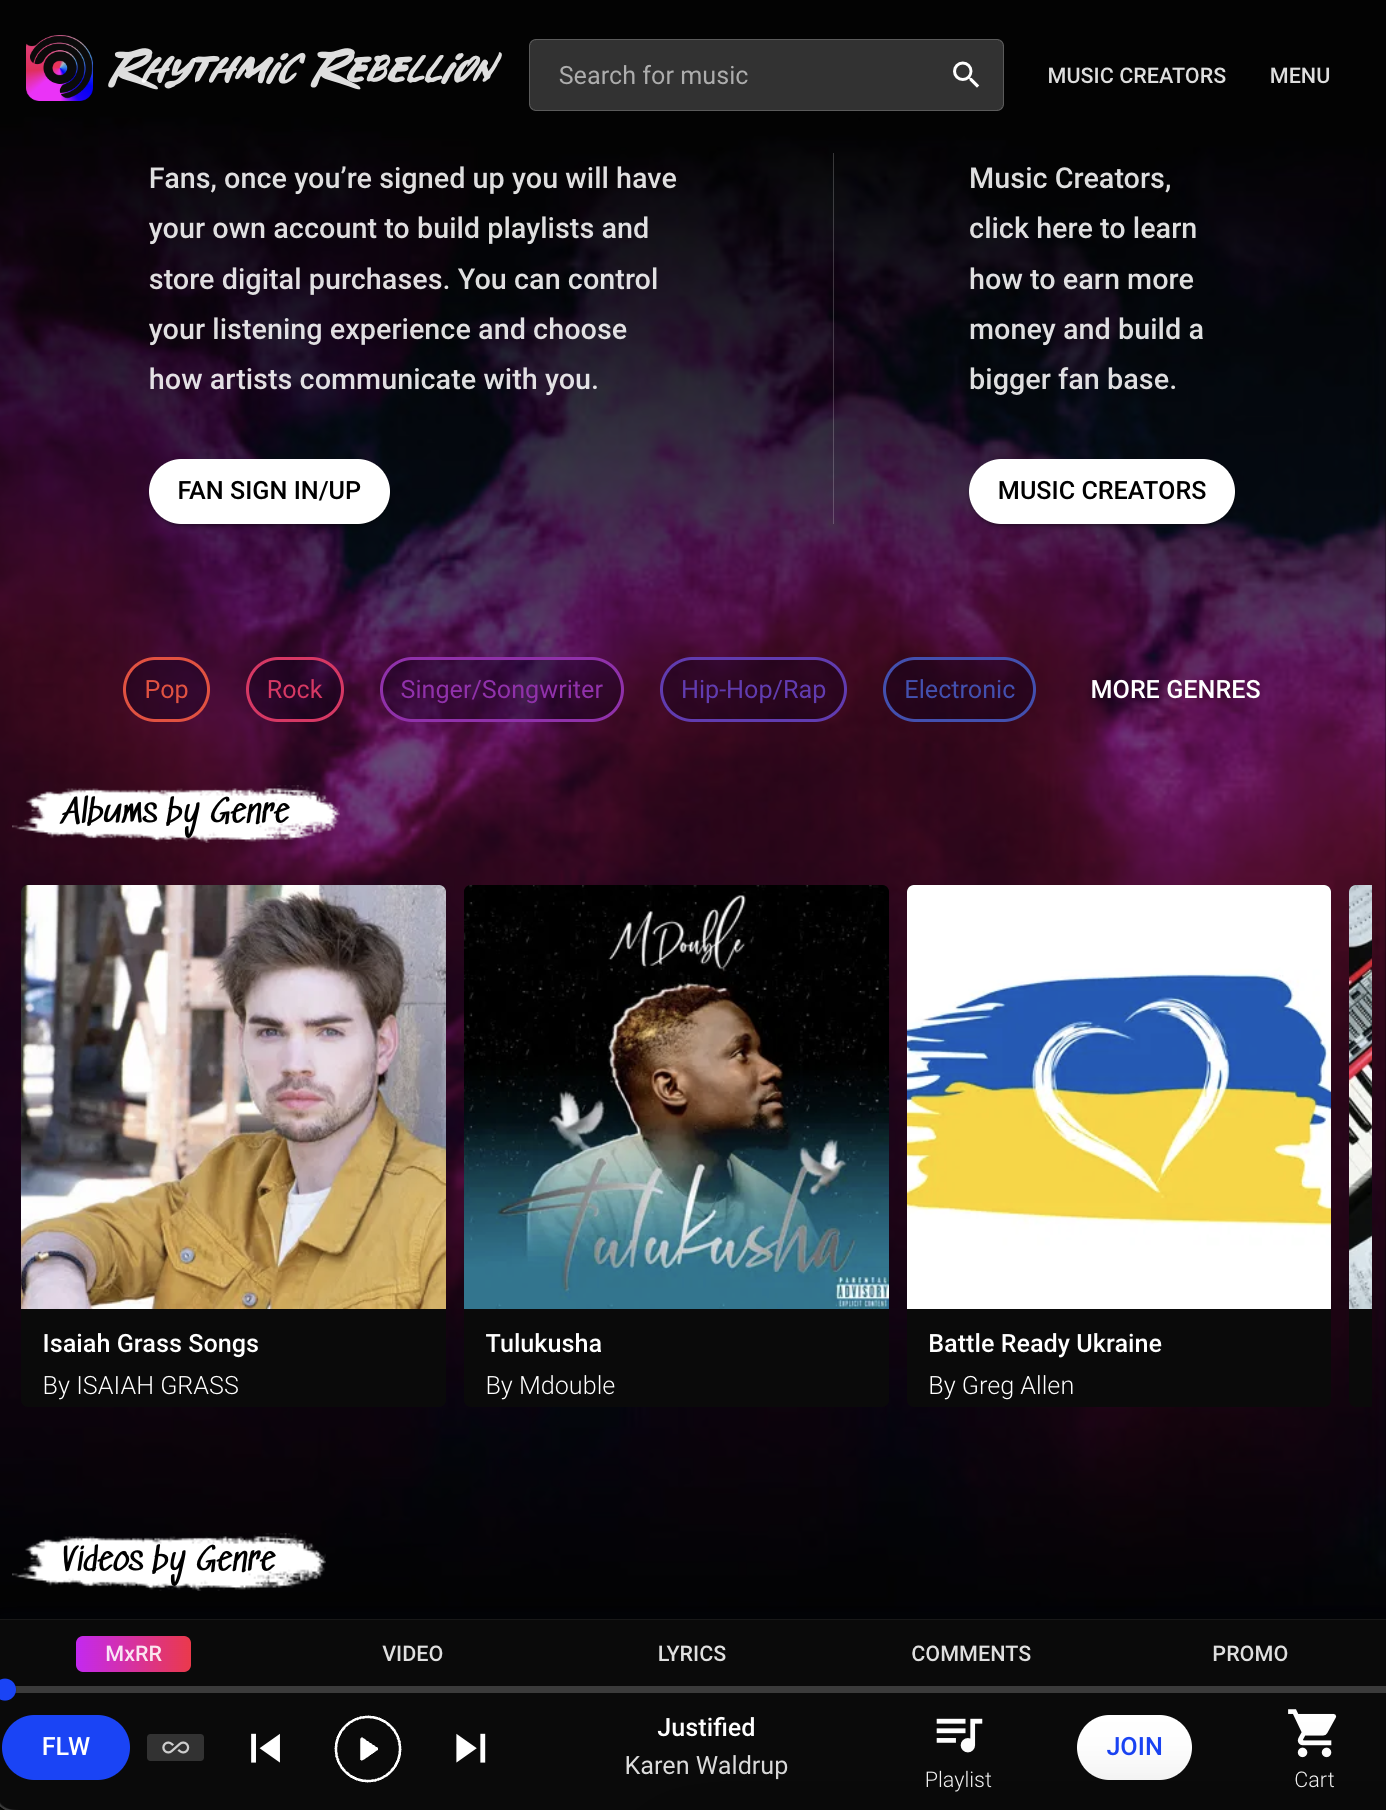 Rhythmic Rebellion
Search for music
MUSIC CREATORS
MENU
Fans, once you’re signed up you will have
your own account to build playlists and
store digital purchases. You can control
your listening experience and choose
how artists communicate with you.
FAN SIGN IN/UP
Music Creators,
click here to learn
how to earn more
money and build a
bigger fan base.
MUSIC CREATORS
Pop
Rock
Singer/Songwriter
Hip-Hop/Rap
Electronic
MORE GENRES
Albums by Genre
MDouble
Tulukusha
PARENTAL
ADVISORY
EXPLICIT CONTENT
Isaiah Grass Songs
By ISAIAH GRASS
Tulukusha
By Mdouble
Battle Ready Ukraine
By Greg Allen
Videos by Genre
MxRR
VIDEO
LYRICS
COMMENTS
PROMO
FLW
Justified
Karen Waldrup
Playlist
JOIN
Cart